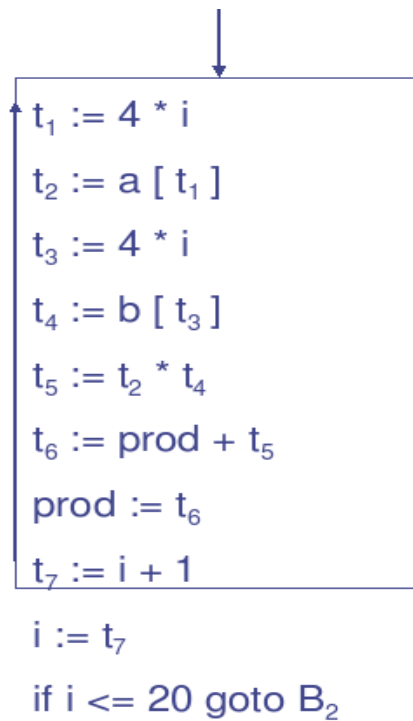 t₁ := 4 * i
t₂ := a [ t₁ ]
t₃ := 4 * i
t₄ := b [ t₃ ]
t₅ := t₂ * t₄
t₆ := prod + t₅
prod := t₆
t₇ := i + 1
i := t₇
if i <= 20 goto B₂